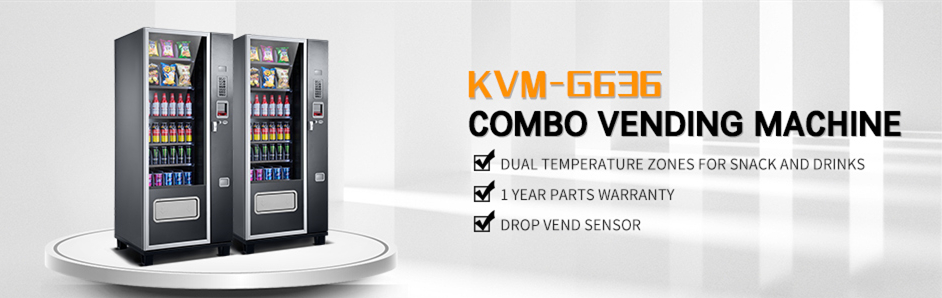 KVM-G636
COMBO VENDING MACHINE
DUAL TEMPERATURE ZONES FOR SNACK AND DRINKS
1 YEAR PARTS WARRANTY
DROP VEND SENSOR